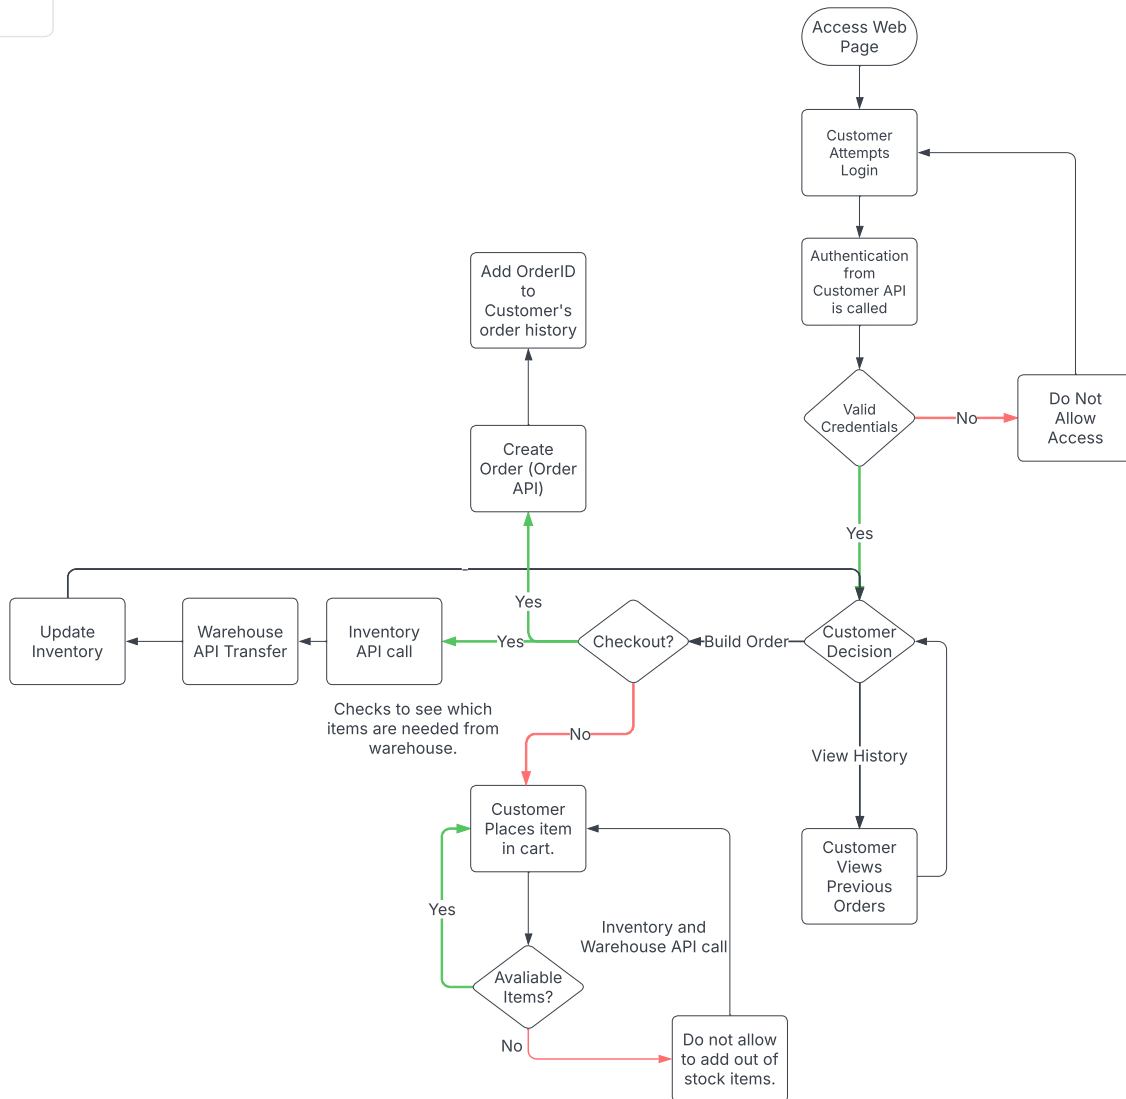 Access Web
Page
Customer
Attempts
Login
Authentication
from
Customer API
is called
Valid
Credentials
No
Do Not
Allow
Access
Yes
Add OrderID
to
Customer's
order history
Create
Order (Order
API)
Yes
Update
Inventory
Warehouse
API Transfer
Inventory
API call
Yes
Checkout?
Build Order
Customer
Decision
Checks to see which
items are needed from
warehouse.
No
View History
Customer
Places item
in cart.
Customer
Views
Previous
Orders
Yes
Inventory and
Warehouse API call
Avaliable
Items?
No
Do not allow
to add out of
stock items.